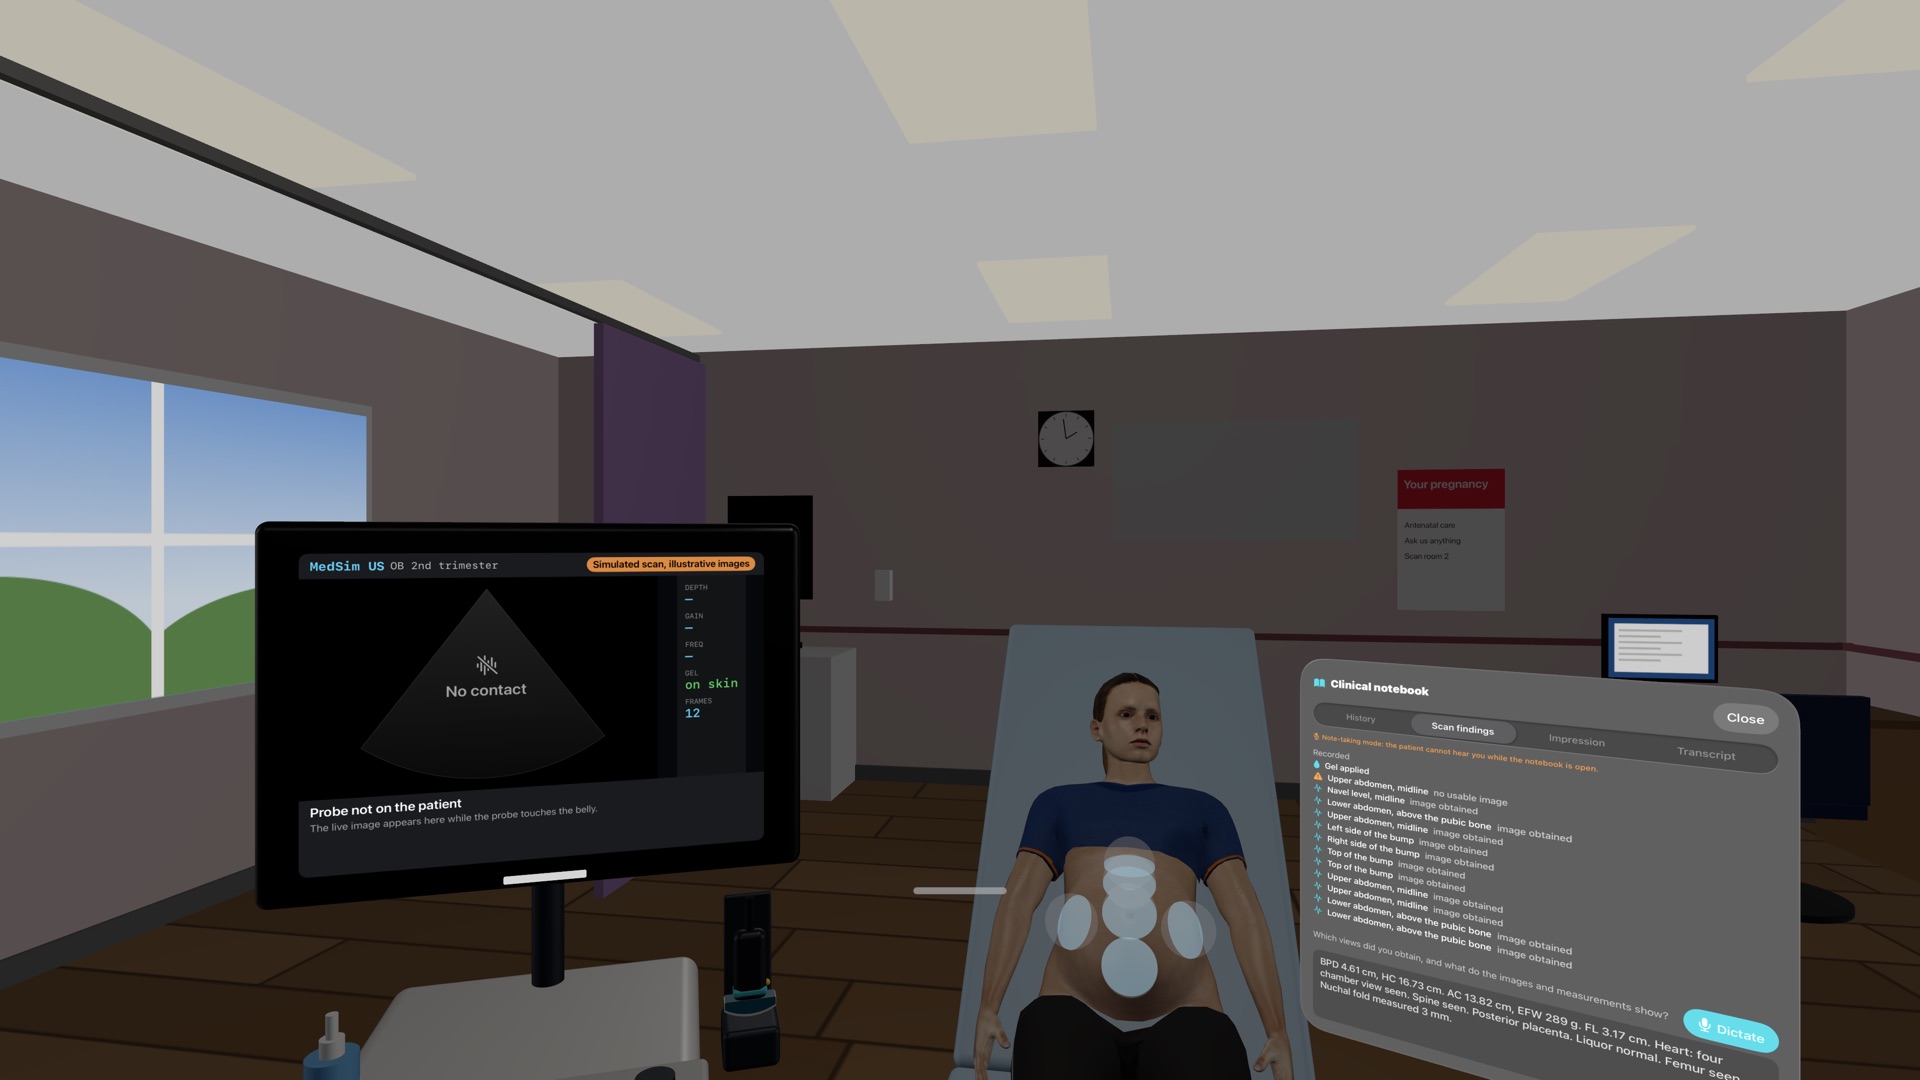 MedSim US OB 2nd trimester
Simulated scan, illustrative images
DEPTH
–
GAIN
–
FREQ
–
GEL
on skin
FRAMES
12
No contact
Probe not on the patient
The live image appears here while the probe touches the belly.
Your pregnancy
Antenatal care
Ask us anything
Scan room 2
Clinical notebook
Close
History
Scan findings
Impression
Transcript
Note-taking mode: the patient cannot hear you while the notebook is open.
Recorded
Gel applied
Upper abdomen, midline no usable image
Navel level, midline image obtained
Lower abdomen, above the pubic bone image obtained
Upper abdomen, midline image obtained
Left side of the bump image obtained
Right side of the bump image obtained
Top of the bump image obtained
Top of the bump image obtained
Upper abdomen, midline image obtained
Upper abdomen, midline image obtained
Lower abdomen, above the pubic bone image obtained
Lower abdomen, above the pubic bone image obtained
Which views did you obtain, and what do the images and measurements show?
BPD 4.61 cm, HC 16.73 cm. AC 13.82 cm, EFW 289 g. FL 3.17 cm. Heart: four
chamber view seen. Spine seen. Posterior placenta. Liquor normal. Femur seen.
Nuchal fold measured 3 mm.
Dictate